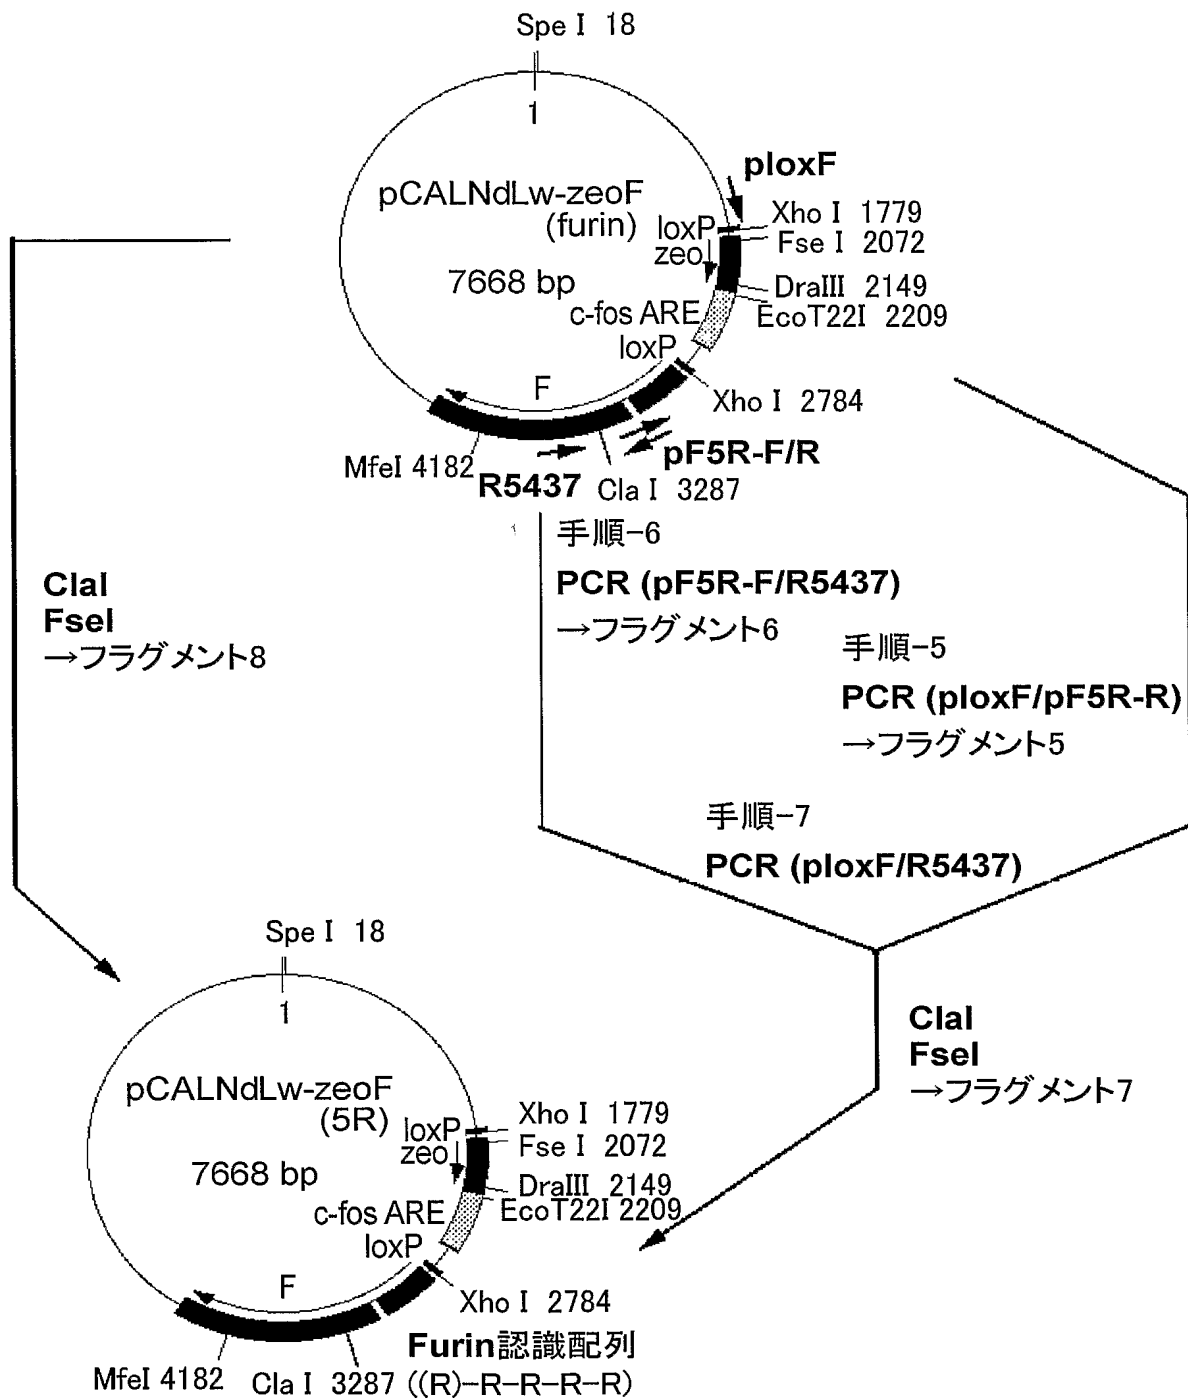 Spe I 18
1
pCALNdLw-zeoF
(furin)
7668 bp
ploxF
loxP
zeo
Xho I 1779
Fse I 2072
DraIII 2149
EcoT22I 2209
c-fos ARE
loxP
Xho I 2784
F
pF5R-F/R
MfeI 4182
R5437
Cla I 3287
手順-6
PCR (pF5R-F/R5437)
→フラグメント6
ClaI
FseI
→フラグメント8
手順-5
PCR (ploxF/pF5R-R)
→フラグメント5
手順-7
PCR (ploxF/R5437)
ClaI
FseI
→フラグメント7
Spe I 18
1
pCALNdLw-zeoF
(5R)
7668 bp
loxP
zeo
Xho I 1779
Fse I 2072
DraIII 2149
EcoT22I 2209
c-fos ARE
loxP
Xho I 2784
F
Furin認識配列
((R)-R-R-R-R)
MfeI 4182
Cla I 3287